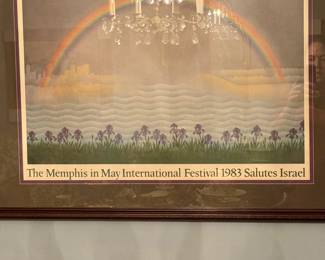 The Memphis in May International Festival 1983 Salutes Israel